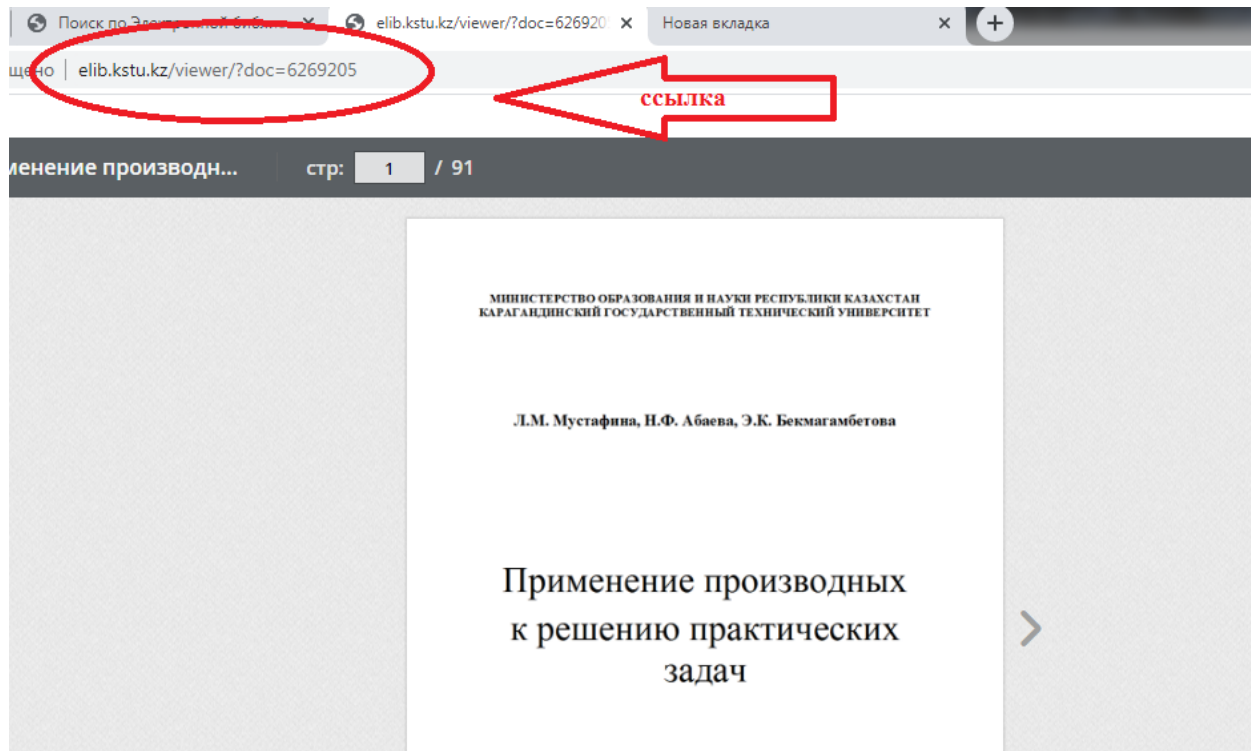 Поиск по Электронной библи
elib.kstu.kz/viewer/?doc=626920
Новая вкладка
щено
elib.kstu.kz/viewer/?doc=6269205
ссылка
менение производн...
стр: 1 / 91
МИНИСТЕРСТВО ОБРАЗОВАНИЯ И НАУКИ РЕСПУБЛИКИ КАЗАХСТАН
КАРАГАНДИНСКИЙ ГОСУДАРСТВЕННЫЙ ТЕХНИЧЕСКИЙ УНИВЕРСИТЕТ
Л.М. Мустафина, Н.Ф. Абаева, Э.К. Бекмагамбетова
Применение производных
к решению практических
задач